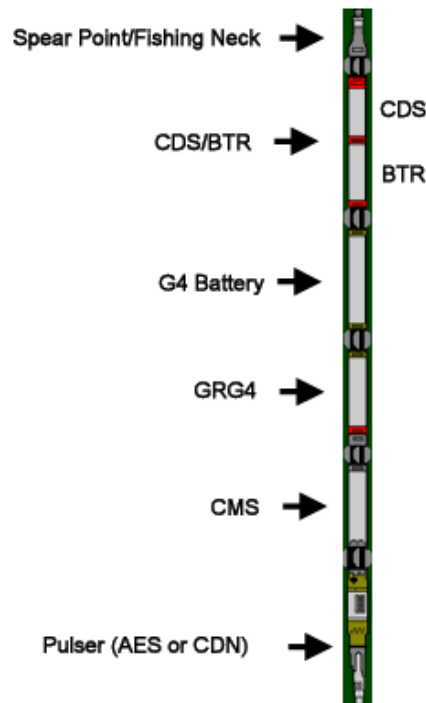 Spear Point/Fishing Neck
CDS
CDS/BTR
BTR
G4 Battery
GRG4
CMS
Pulser (AES or CDN)